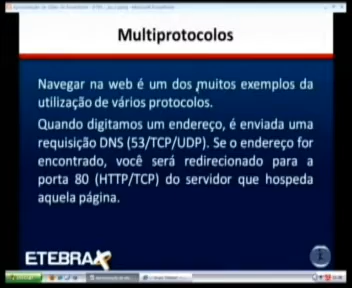 Multiprotocolos
Navegar na web é um dos muitos exemplos da
utilização de vários protocolos.
Quando digitamos um endereço, é enviada uma
requisição DNS (53/TCP/UDP). Se o endereço for
encontrado, você será redirecionado para a
porta 80 (HTTP/TCP) do servidor que hospeda
aquela página.
ETEBRAX